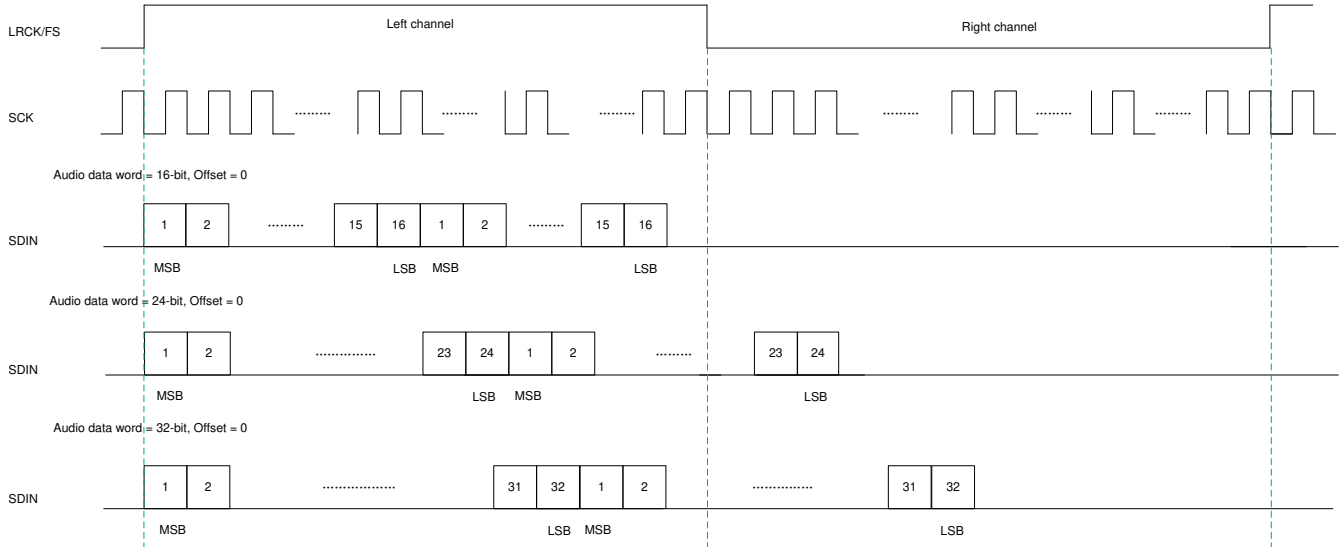 Left channel
LRCK/FS
Right channel
SCK
Audio data word = 16-bit, Offset = 0
SDIN
1 2 ......... 15 16 1 2 ......... 15 16
MSB LSB MSB LSB
Audio data word = 24-bit, Offset = 0
SDIN
1 2 ............... 23 24 1 2 ......... 23 24
MSB LSB MSB LSB
Audio data word = 32-bit, Offset = 0
SDIN
1 2 .................. 31 32 1 2 ............... 31 32
MSB LSB MSB LSB